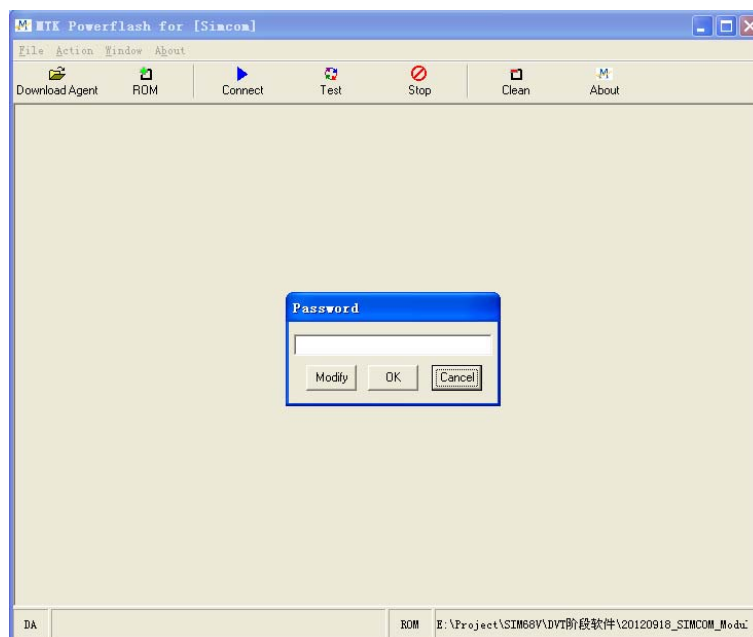 MTK Powerflash for [Simcom]
File Action Window About
Download Agent ROM Connect Test Stop Clean About
Password
Modify OK Cancel
DA ROM E:\Project\SIM68V\DVT阶段软件\20120918_SIMCOM_Modu